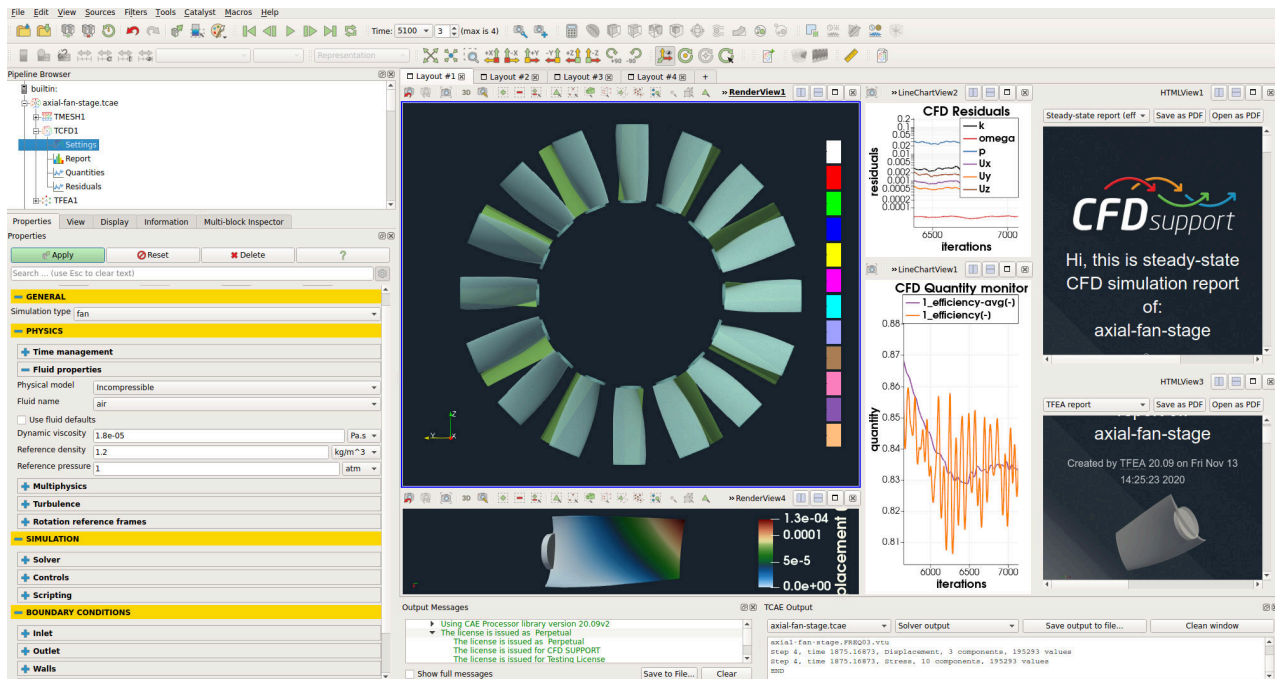 File Edit View Sources Filters Tools Catalyst Macros Help
Time: 5100 3 (max is 4)
Representation
+X -X +Y -Y +Z -Z +90 -90
Pipeline Browser
builtin:
axial-fan-stage.tcae
TMESH1
TCFD1
Settings
Report
Quantities
Residuals
TFEA1
Properties View Display Information Multi-block Inspector
Properties
Apply Reset Delete ?
Search ... (use Esc to clear text)
GENERAL
Simulation type fan
PHYSICS
Time management
Fluid properties
Physical model Incompressible
Fluid name air
Use fluid defaults
Dynamic viscosity 1.8e-05 Pa.s
Reference density 1.2 kg/m^3
Reference pressure 1 atm
Multiphysics
Turbulence
Rotation reference frames
SIMULATION
Solver
Controls
Scripting
BOUNDARY CONDITIONS
Inlet
Outlet
Walls
Layout #1 Layout #2 Layout #3 Layout #4 +
3D » RenderView1
Z
Y X
3D » RenderView4
1.3e-04
0.0001
5e-5
0.0e+00
placement (
» LineChartView2
CFD Residuals
0.2
0.1
0.05
0.02
0.01
0.005
0.002
0.001
0.0005
0.0002
0.0001
residuals
k
omega
p
Ux
Uy
Uz
6500 7000
iterations
» LineChartView1
CFD Quantity monitor
1_efficiency-avg(-)
1_efficiency(-)
0.88
0.87
0.86
0.85
0.84
0.83
0.82
0.81
quantity
6000 6500 7000
iterations
HTMLView1
Steady-state report (eff Save as PDF Open as PDF
CFD support
Hi, this is steady-state
CFD simulation report
of:
axial-fan-stage
HTMLView3
TFEA report Save as PDF Open as PDF
axial-fan-stage
Created by TFEA 20.09 on Fri Nov 13
14:25:23 2020
Output Messages
Using CAE Processor library version 20.09v2
The license is issued as Perpetual
The license is issued as Perpetual
The license is issued for CFD SUPPORT
The license is issued for Testing License
Show full messages Save to File... Clear
TCAE Output
axial-fan-stage.tcae Solver output Save output to file... Clean window
axial-fan-stage.FREQ03.vtu
Step 4, time 1875.16873, Displacement, 3 components, 195293 values
Step 4, time 1875.16873, Stress, 10 components, 195293 values
END